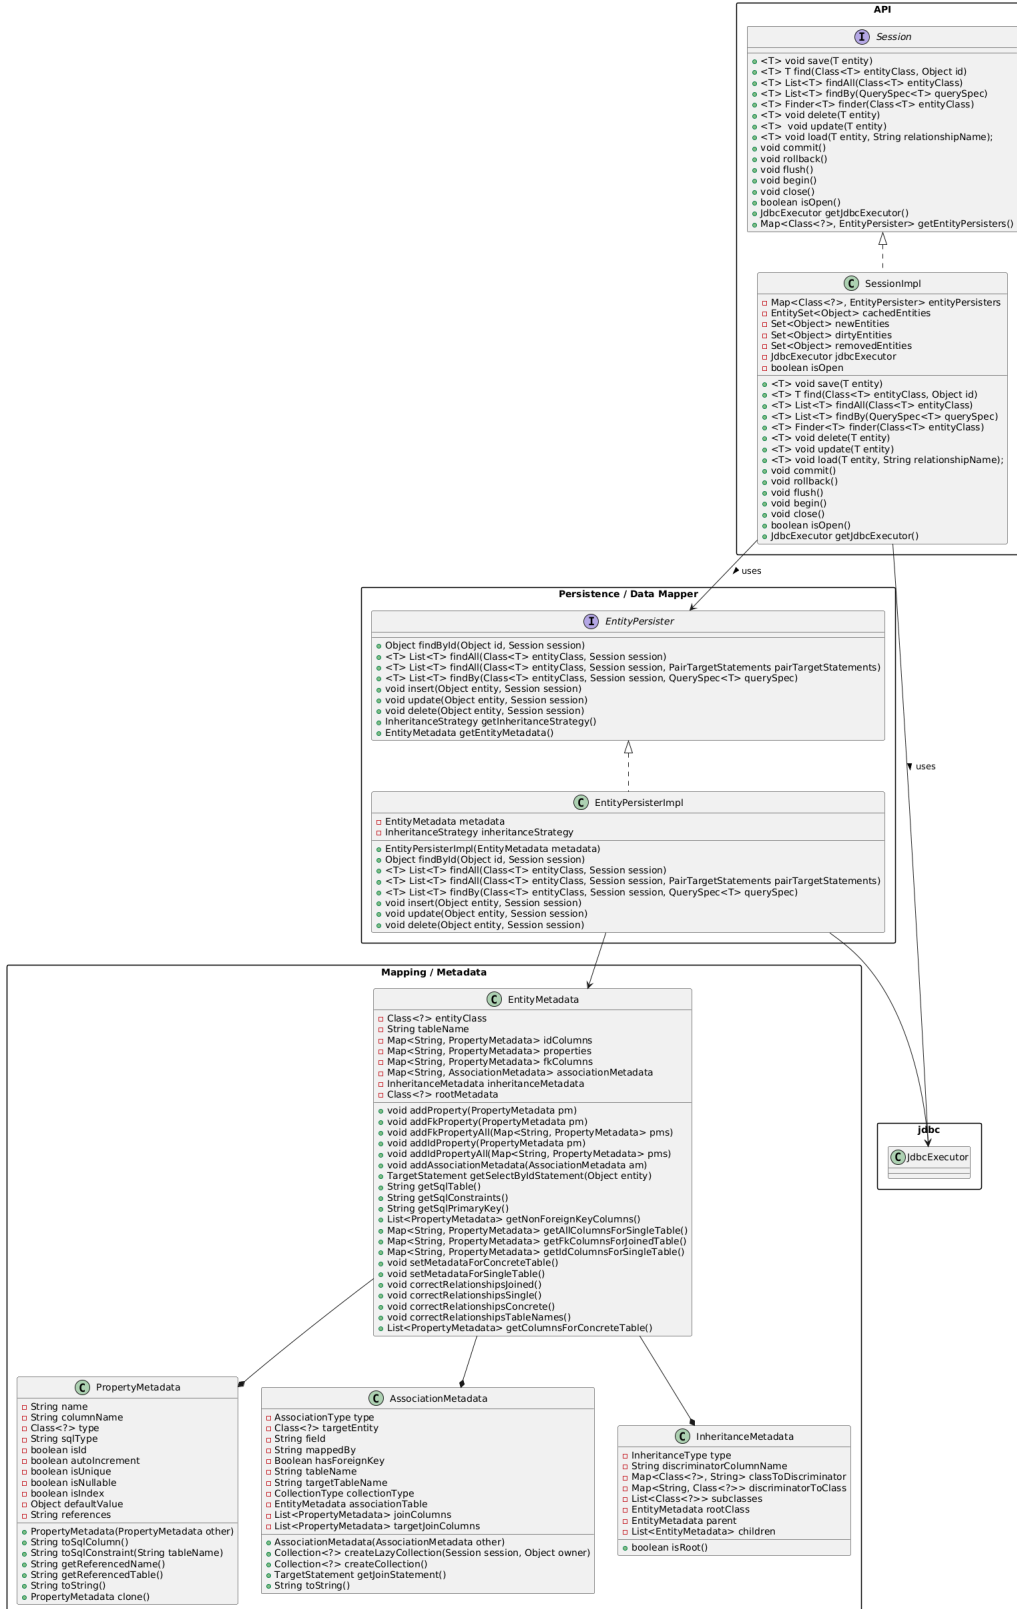 API
I Session
<T> void save(T entity)
<T> T find(Class<T> entityClass, Object id)
<T> List<T> findAll(Class<T> entityClass)
<T> List<T> findBy(QuerySpec<T> querySpec)
<T> Finder<T> finder(Class<T> entityClass)
<T> void delete(T entity)
<T>  void update(T entity)
<T> void load(T entity, String relationshipName);
void commit()
void rollback()
void flush()
void begin()
void close()
boolean isOpen()
JdbcExecutor getJdbcExecutor()
Map<Class<?>, EntityPersister> getEntityPersisters()
C SessionImpl
Map<Class<?>, EntityPersister> entityPersisters
EntitySet<Object> cachedEntities
Set<Object> newEntities
Set<Object> dirtyEntities
Set<Object> removedEntities
JdbcExecutor jdbcExecutor
boolean isOpen
<T> void save(T entity)
<T> T find(Class<T> entityClass, Object id)
<T> List<T> findAll(Class<T> entityClass)
<T> List<T> findBy(QuerySpec<T> querySpec)
<T> Finder<T> finder(Class<T> entityClass)
<T> void delete(T entity)
<T> void update(T entity)
<T> void load(T entity, String relationshipName);
void commit()
void rollback()
void flush()
void begin()
void close()
boolean isOpen()
JdbcExecutor getJdbcExecutor()
uses
Persistence / Data Mapper
I EntityPersister
Object findById(Object id, Session session)
<T> List<T> findAll(Class<T> entityClass, Session session)
<T> List<T> findAll(Class<T> entityClass, Session session, PairTargetStatements pairTargetStatements)
<T> List<T> findBy(Class<T> entityClass, Session session, QuerySpec<T> querySpec)
void insert(Object entity, Session session)
void update(Object entity, Session session)
void delete(Object entity, Session session)
InheritanceStrategy getInheritanceStrategy()
EntityMetadata getEntityMetadata()
uses
C EntityPersisterImpl
EntityMetadata metadata
InheritanceStrategy inheritanceStrategy
EntityPersisterImpl(EntityMetadata metadata)
Object findById(Object id, Session session)
<T> List<T> findAll(Class<T> entityClass, Session session)
<T> List<T> findAll(Class<T> entityClass, Session session, PairTargetStatements pairTargetStatements)
<T> List<T> findBy(Class<T> entityClass, Session session, QuerySpec<T> querySpec)
void insert(Object entity, Session session)
void update(Object entity, Session session)
void delete(Object entity, Session session)
Mapping / Metadata
C EntityMetadata
Class<?> entityClass
String tableName
Map<String, PropertyMetadata> idColumns
Map<String, PropertyMetadata> properties
Map<String, PropertyMetadata> fkColumns
Map<String, AssociationMetadata> associationMetadata
InheritanceMetadata inheritanceMetadata
Class<?> rootMetadata
void addProperty(PropertyMetadata pm)
void addFkProperty(PropertyMetadata pm)
void addFkPropertyAll(Map<String, PropertyMetadata> pms)
void addIdProperty(PropertyMetadata pm)
void addIdPropertyAll(Map<String, PropertyMetadata> pms)
void addAssociationMetadata(AssociationMetadata am)
TargetStatement getSelectByIdStatement(Object entity)
String getSqlTable()
String getSqlConstraints()
String getSqlPrimaryKey()
List<PropertyMetadata> getNonForeignKeyColumns()
Map<String, PropertyMetadata> getAllColumnsForSingleTable()
Map<String, PropertyMetadata> getFkColumnsForJoinedTable()
Map<String, PropertyMetadata> getIdColumnsForSingleTable()
void setMetadataForConcreteTable()
void setMetadataForSingleTable()
void correctRelationshipsJoined()
void correctRelationshipsSingle()
void correctRelationshipsConcrete()
void correctRelationshipsTableNames()
List<PropertyMetadata> getColumnsForConcreteTable()
jdbc
C JdbcExecutor
C PropertyMetadata
String name
String columnName
Class<?> type
String sqlType
boolean isId
boolean autoIncrement
boolean isUnique
boolean isNullable
boolean isIndex
Object defaultValue
String references
PropertyMetadata(PropertyMetadata other)
String toSqlColumn()
String toSqlConstraint(String tableName)
String getReferencedName()
String getReferencedTable()
String toString()
PropertyMetadata clone()
C AssociationMetadata
AssociationType type
Class<?> targetEntity
String field
String mappedBy
Boolean hasForeignKey
String tableName
String targetTableName
CollectionType collectionType
EntityMetadata associationTable
List<PropertyMetadata> joinColumns
List<PropertyMetadata> targetJoinColumns
AssociationMetadata(AssociationMetadata other)
Collection<?> createLazyCollection(Session session, Object owner)
Collection<?> createCollection()
TargetStatement getJoinStatement()
String toString()
C InheritanceMetadata
InheritanceType type
String discriminatorColumnName
Map<Class<?>, String> classToDiscriminator
Map<String, Class<?>> discriminatorToClass
List<Class<?>> subclasses
EntityMetadata rootClass
EntityMetadata parent
List<EntityMetadata> children
boolean isRoot()